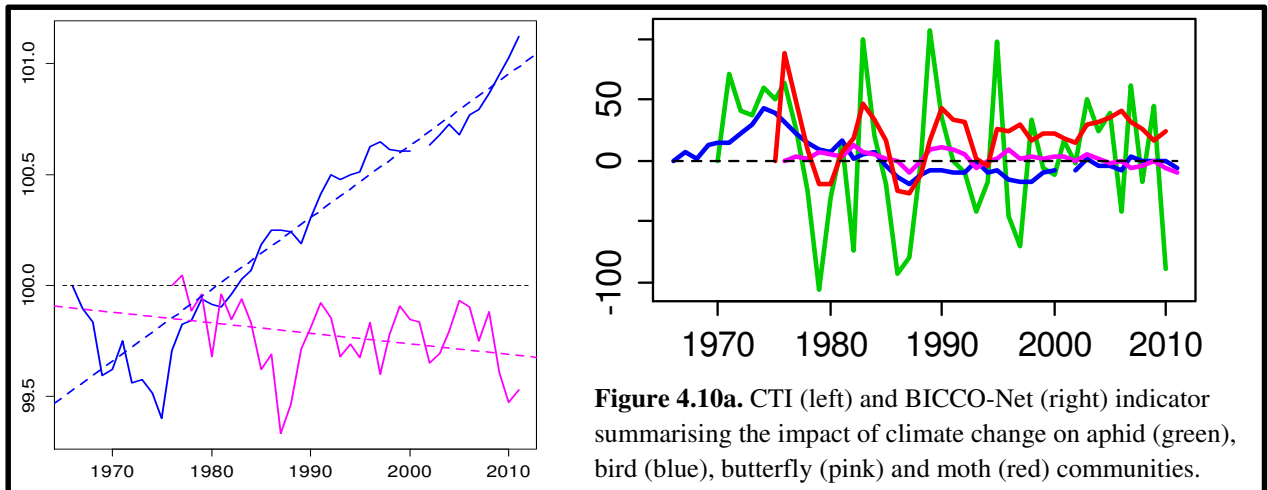 101.0
100.5
100.0
99.5
1970 1980 1990 2000 2010
50
0
-100
1970 1980 1990 2000 2010
Figure 4.10a. CTI (left) and BICCO-Net (right) indicator
summarising the impact of climate change on aphid (green),
bird (blue), butterfly (pink) and moth (red) communities.